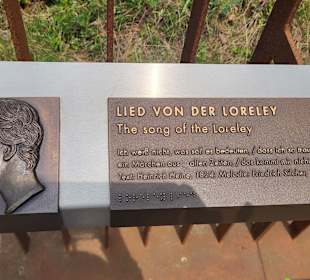 LIED VON DER LORELEY
The song of the Loreley
Ich weiß nicht, was soll es bedeuten, / dass ich so trau
ein Märchen aus alten Zeiten, / das kommt mir nicht
Text: Heinrich Heine, 1824; Melodie: Friedrich Silcher,